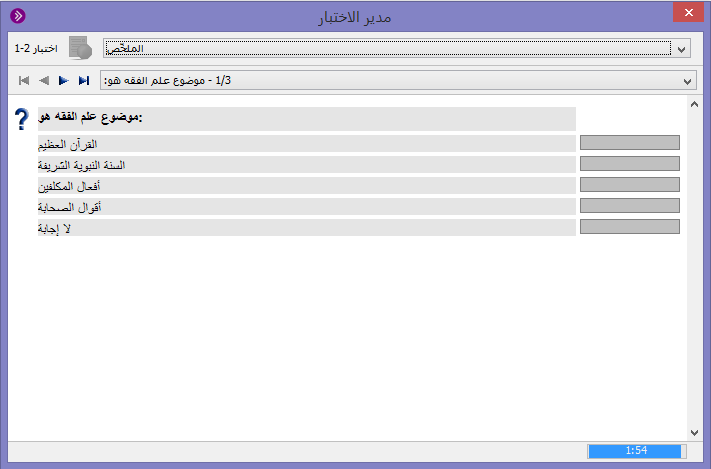 مدير الاختبار
اختبار 2-1
الملخّص
1/3 - موضوع علم الفقه هو:
موضوع علم الفقه هو:
القرآن العظيم
السنة النبوية الشريفة
أفعال المكلفين
أقوال الصحابة
لا إجابة
1:54